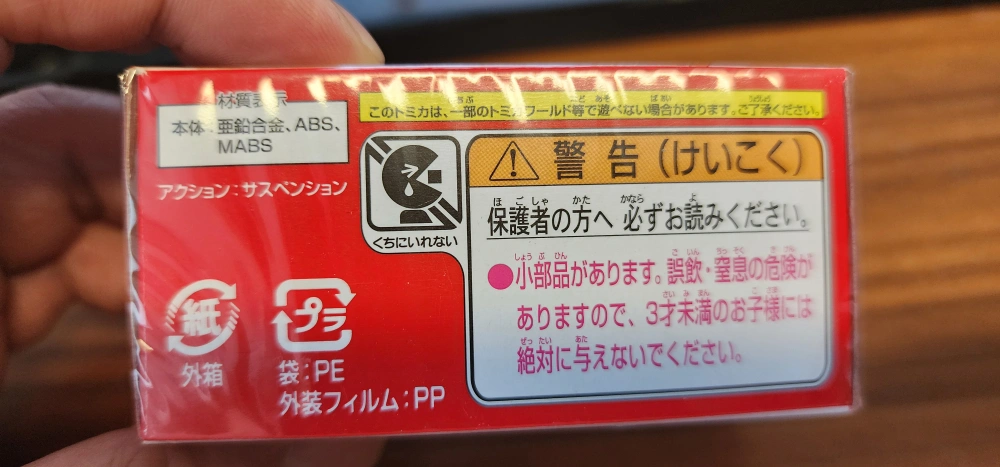 材質表示
本体:亜鉛合金、ABS、
MABS
アクション:サスペンション
このトミカは、一部のトミカワールド等で遊べない場合があります。ご了承ください。
くちにいれない
警告(けいこく)
保護者の方へ 必ずお読みください。
●小部品があります。誤飲・窒息の危険が
ありますので、3才未満のお子様には
絶対に与えないでください。
紙
外箱
プラ
袋:PE
外装フィルム:PP